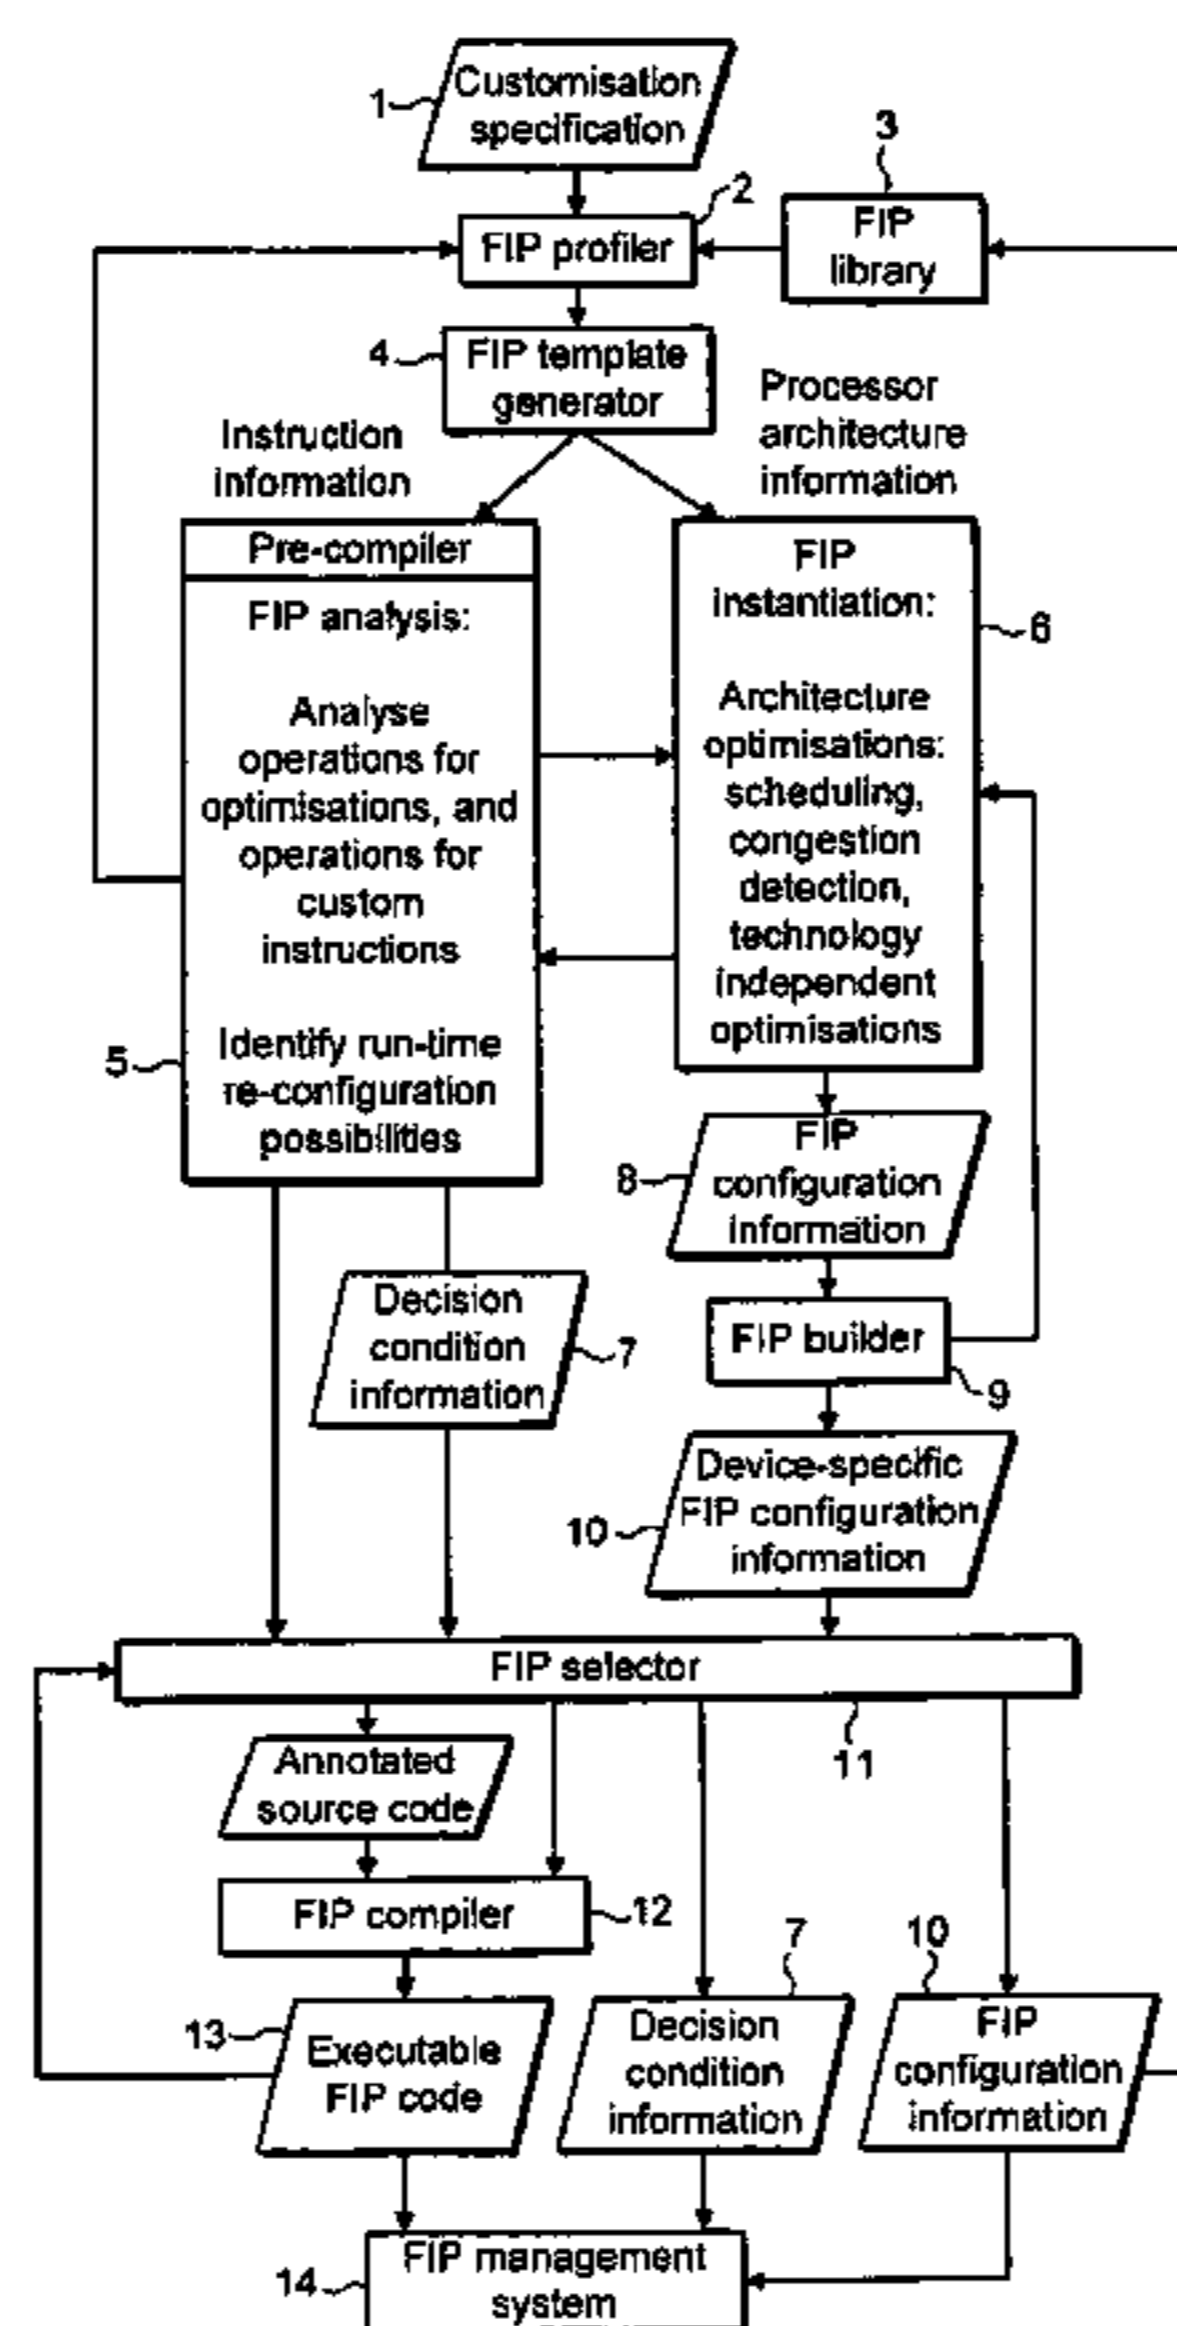 Customisation
specification
1
3
2
FIP profiler
FIP
library
4
FIP template
generator
Processor
architecture
information
Instruction
information
Pre-compiler
FIP analysis:
Analyse
operations for
optimisations, and
operations for
custom
instructions
Identify run-time
re-configuration
possibilities
5
FIP
instantiation:
Architecture
optimisations:
scheduling,
congestion
detection,
technology
independent
optimisations
6
8
FIP
configuration
information
Decision
condition
information
7
FIP builder
9
Device-specific
FIP configuration
information
10
FIP selector
11
Annotated
source code
FIP compiler
12
7
10
13
Executable
FIP code
Decision
condition
information
FIP
configuration
information
14
FIP management
system